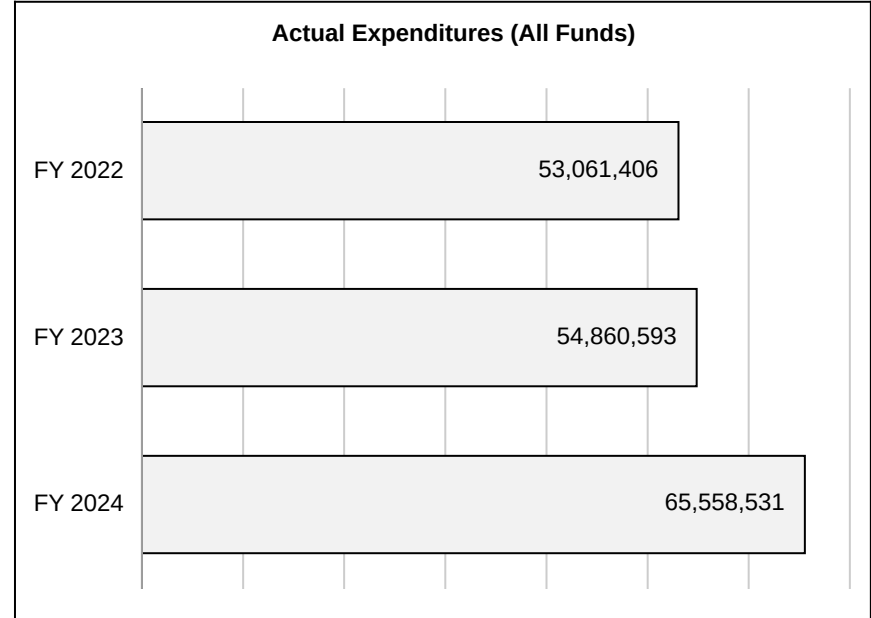 Actual Expenditures (All Funds)
FY 2022 53,061,406
FY 2023 54,860,593
FY 2024 65,558,531